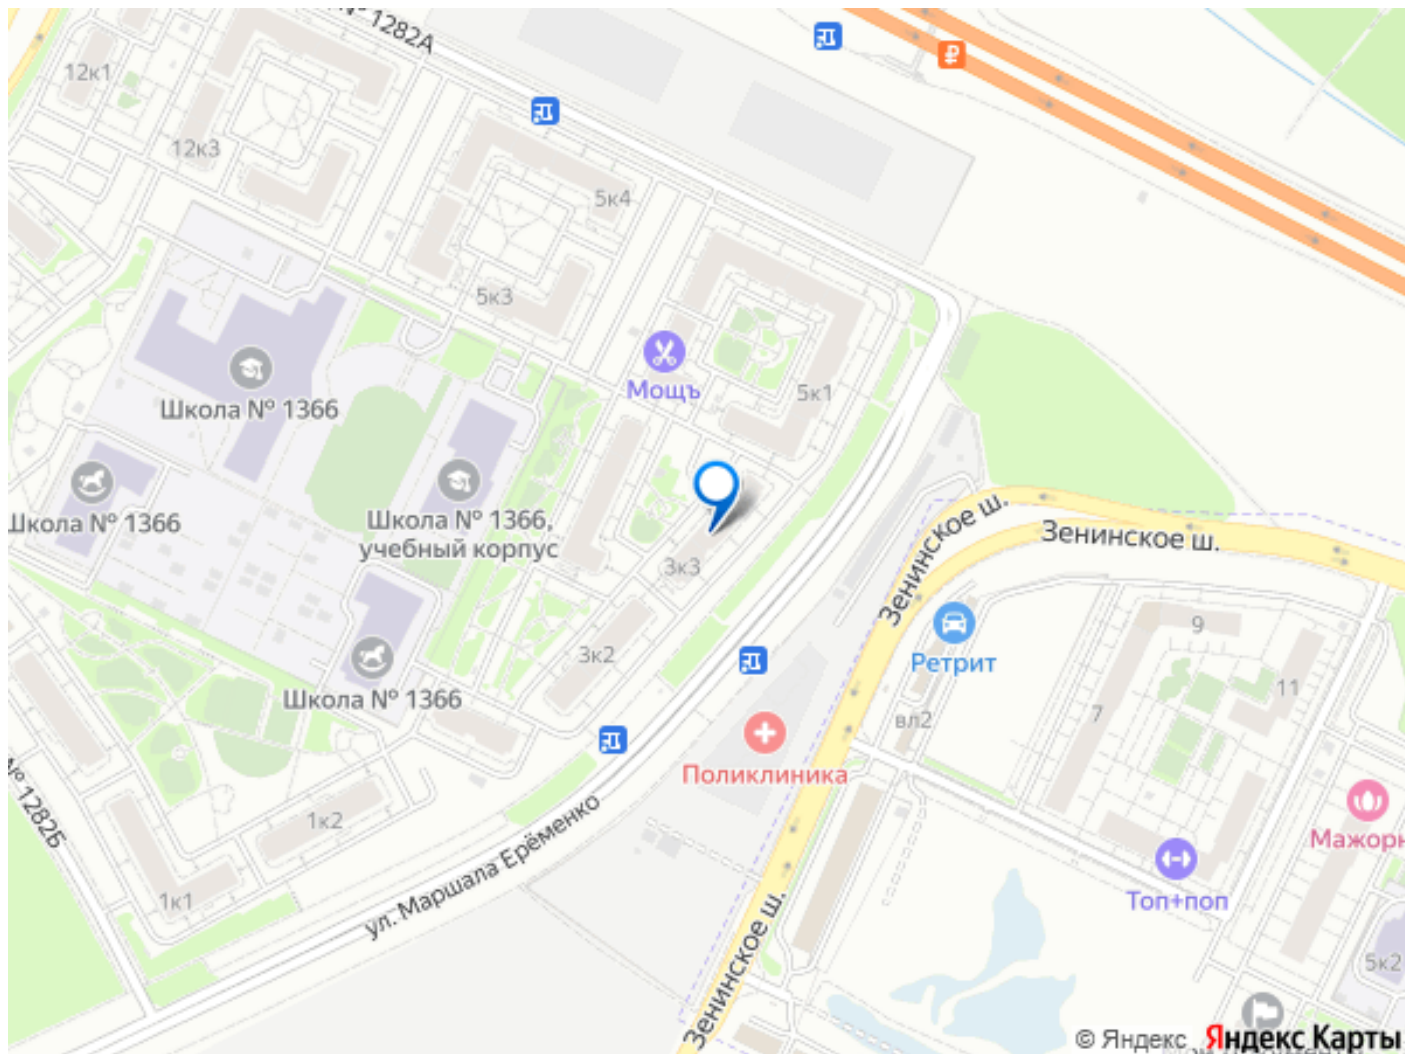 № 1282А
12к1
12к3
5к4
5к3
Мощъ
5к1
Школа № 1366
Школа № 1366
Школа № 1366,
учебный корпус
3к3
Зенинское ш.
Зенинское ш.
3к2
Школа № 1366
Ретрит
9
11
7
вл2
Поликлиника
№ 1282Б
1к2
1к1
ул. Маршала Ерёменко
Зенинское ш.
Топ+поп
Мажорн
5к2
© Яндекс Яндекс Карты